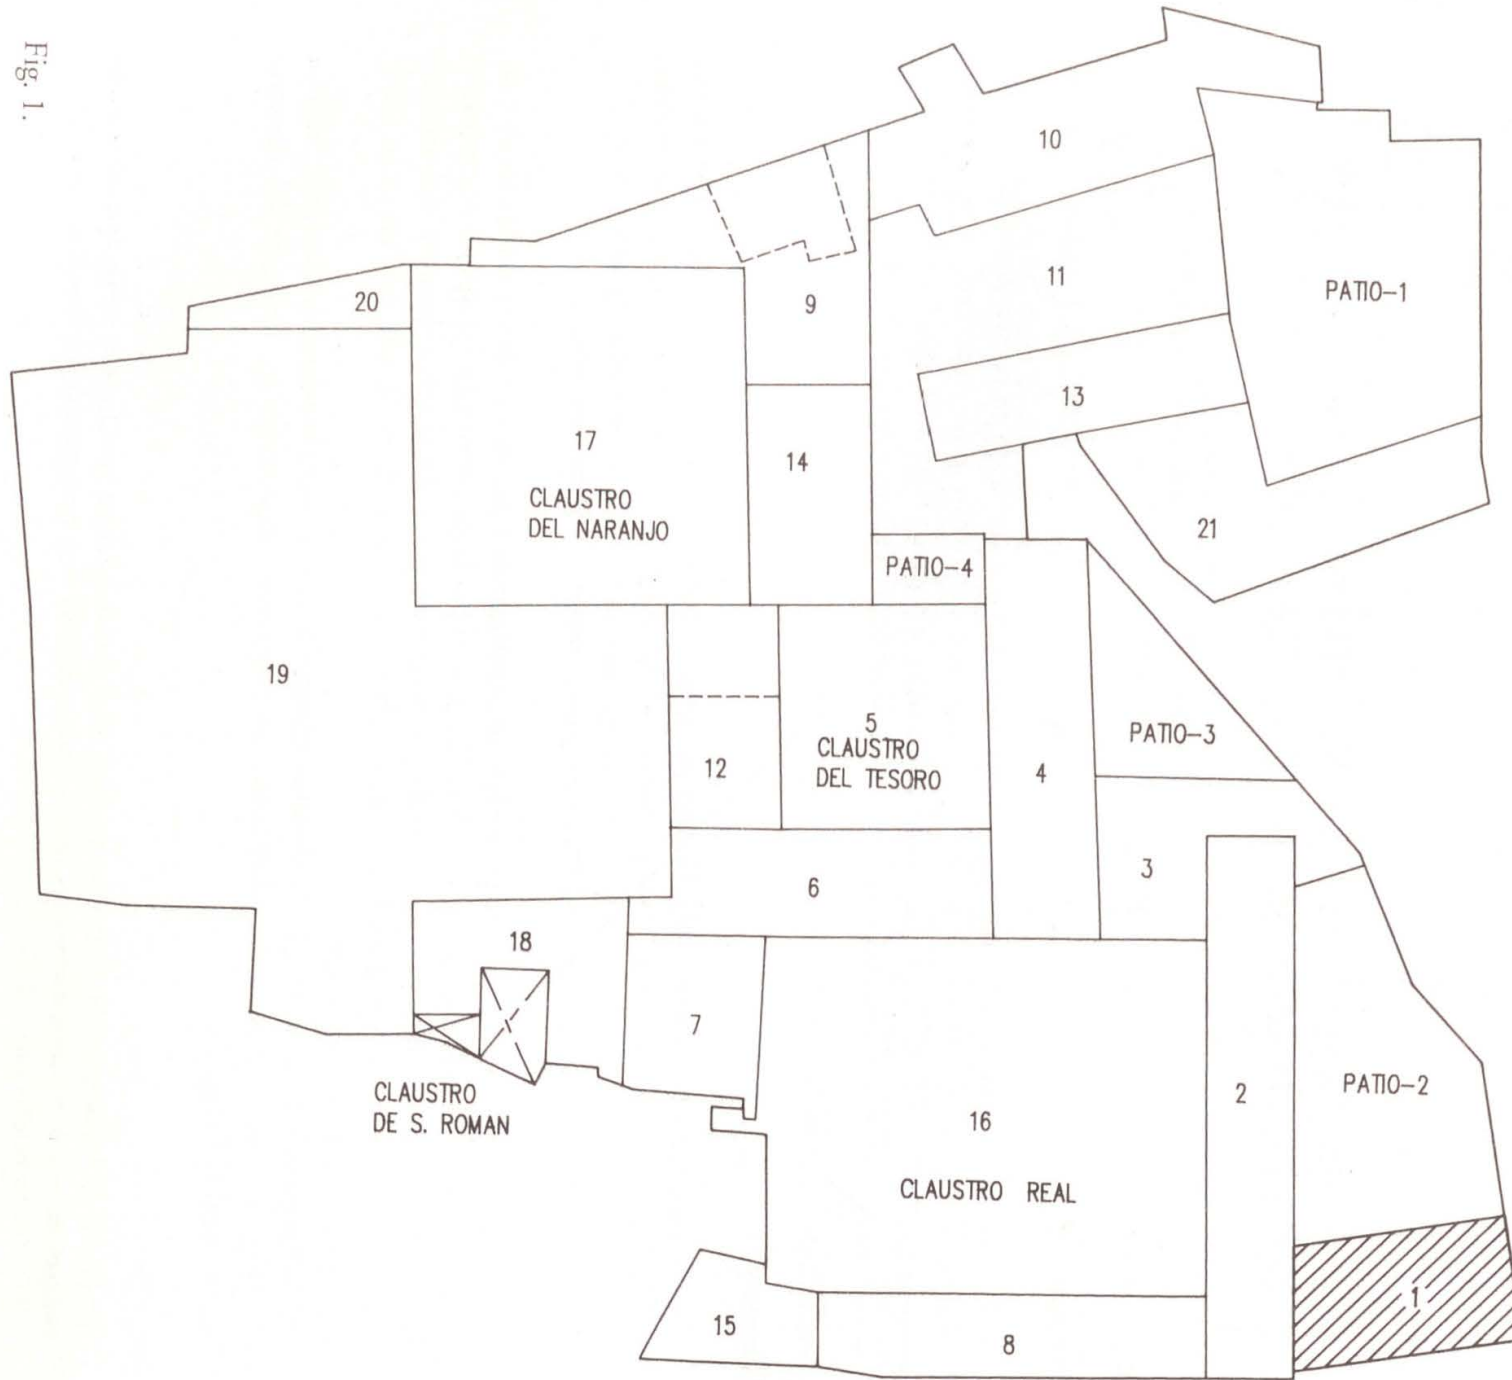 Fig. 1.
10
11
PATIO-1
20
9
13
17
14
CLAUSTRO
DEL NARANJO
21
PATIO-4
19
5
CLAUSTRO
DEL TESORO
12
4
PATIO-3
6
3
18
7
CLAUSTRO
DE S. ROMAN
16
CLAUSTRO REAL
2
PATIO-2
1
15
8